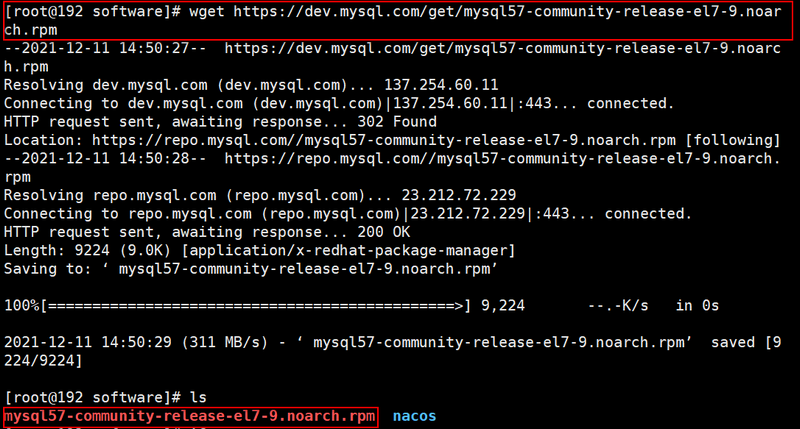 [root@192 software]# wget https://dev.mysql.com/get/mysql57-community-release-el7-9.noar
ch.rpm
--2021-12-11 14:50:27--  https://dev.mysql.com/get/mysql57-community-release-el7-9.noarc
h.rpm
Resolving dev.mysql.com (dev.mysql.com)... 137.254.60.11
Connecting to dev.mysql.com (dev.mysql.com)|137.254.60.11|:443... connected.
HTTP request sent, awaiting response... 302 Found
Location: https://repo.mysql.com//mysql57-community-release-el7-9.noarch.rpm [following]
--2021-12-11 14:50:28--  https://repo.mysql.com//mysql57-community-release-el7-9.noarch.
rpm
Resolving repo.mysql.com (repo.mysql.com)... 23.212.72.229
Connecting to repo.mysql.com (repo.mysql.com)|23.212.72.229|:443... connected.
HTTP request sent, awaiting response... 200 OK
Length: 9224 (9.0K) [application/x-redhat-package-manager]
Saving to: ‘ mysql57-community-release-el7-9.noarch.rpm’
100%[==============================================>] 9,224       --.-K/s   in 0s
2021-12-11 14:50:29 (311 MB/s) - ‘ mysql57-community-release-el7-9.noarch.rpm’  saved [9
224/9224]
[root@192 software]# ls
mysql57-community-release-el7-9.noarch.rpm  nacos